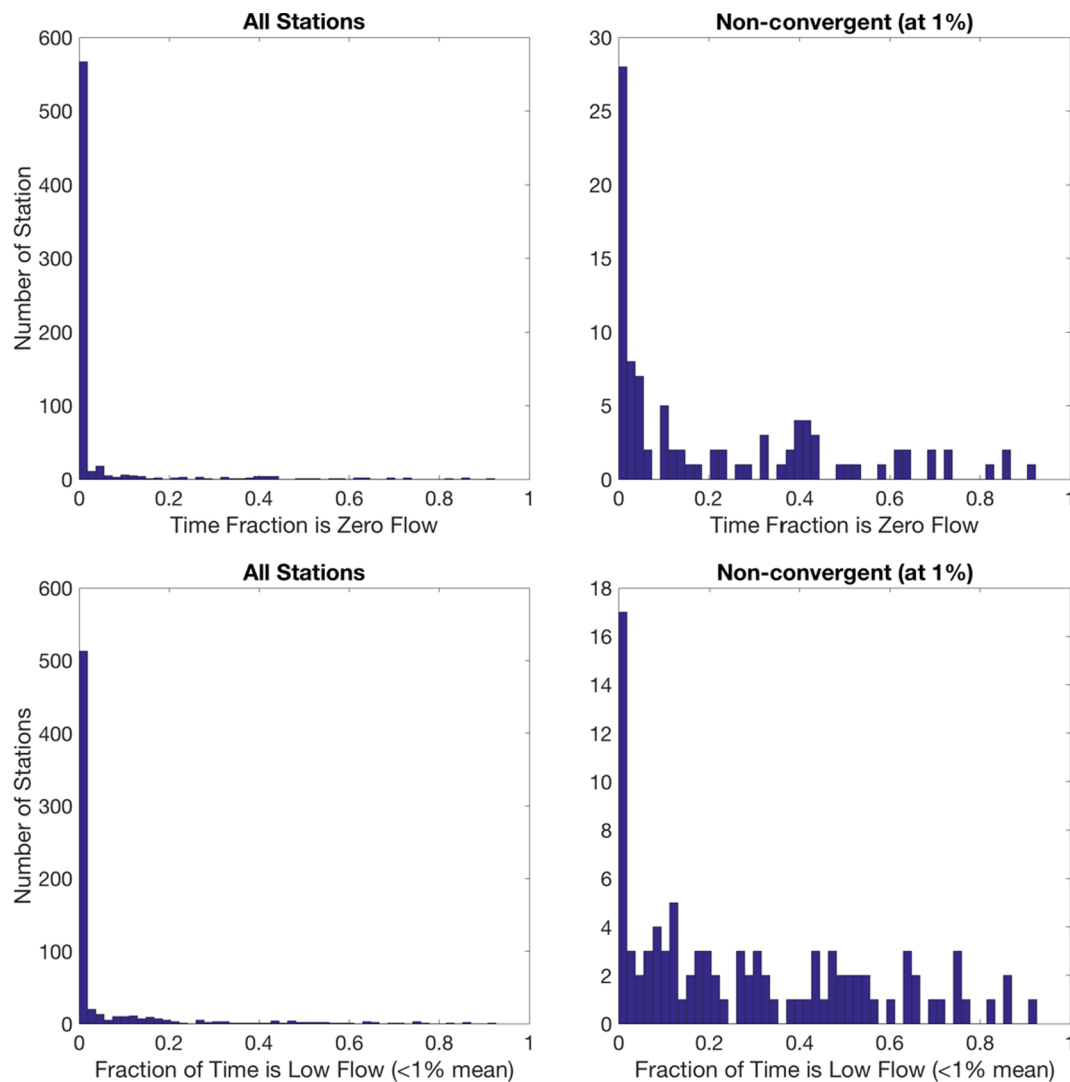 All Stations
600
500
400
300
200
100
0
Number of Station
0 0.2 0.4 0.6 0.8 1
Time Fraction is Zero Flow
Non-convergent (at 1%)
30
25
20
15
10
5
0
0 0.2 0.4 0.6 0.8 1
Time Fraction is Zero Flow
All Stations
600
500
400
300
200
100
0
Number of Stations
0 0.2 0.4 0.6 0.8 1
Fraction of Time is Low Flow (<1% mean)
Non-convergent (at 1%)
18
16
14
12
10
8
6
4
2
0
0 0.2 0.4 0.6 0.8 1
Fraction of Time is Low Flow (<1% mean)